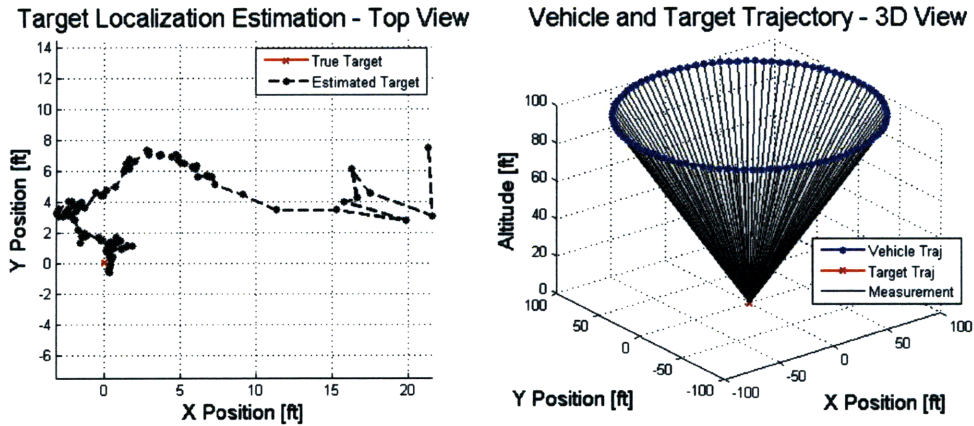 Target Localization Estimation - Top View
14
12
10
8
6
4
2
0
-2
-4
-6
Y Position [ft]
0
5
10
15
20
X Position [ft]
True Target
Estimated Target
Vehicle and Target Trajectory - 3D View
100
80
60
40
20
0
Altitude [ft]
100
50
0
-50
-100
Y Position [ft]
-100
-50
0
50
100
X Position [ft]
Vehicle Traj
Target Traj
Measurement